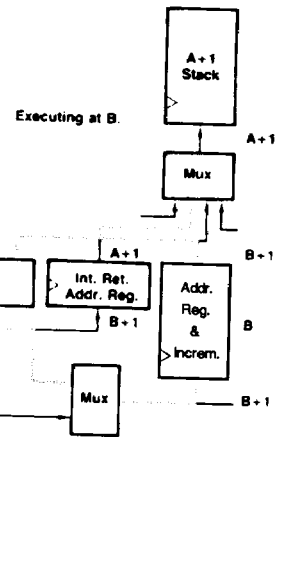 A+1
Stack
Executing at B.
A+1
Mux
A+1
B+1
Int. Ret.
Addr. Reg.
Addr.
Reg.
&
Increm.
B+1
B
Mux
B+1